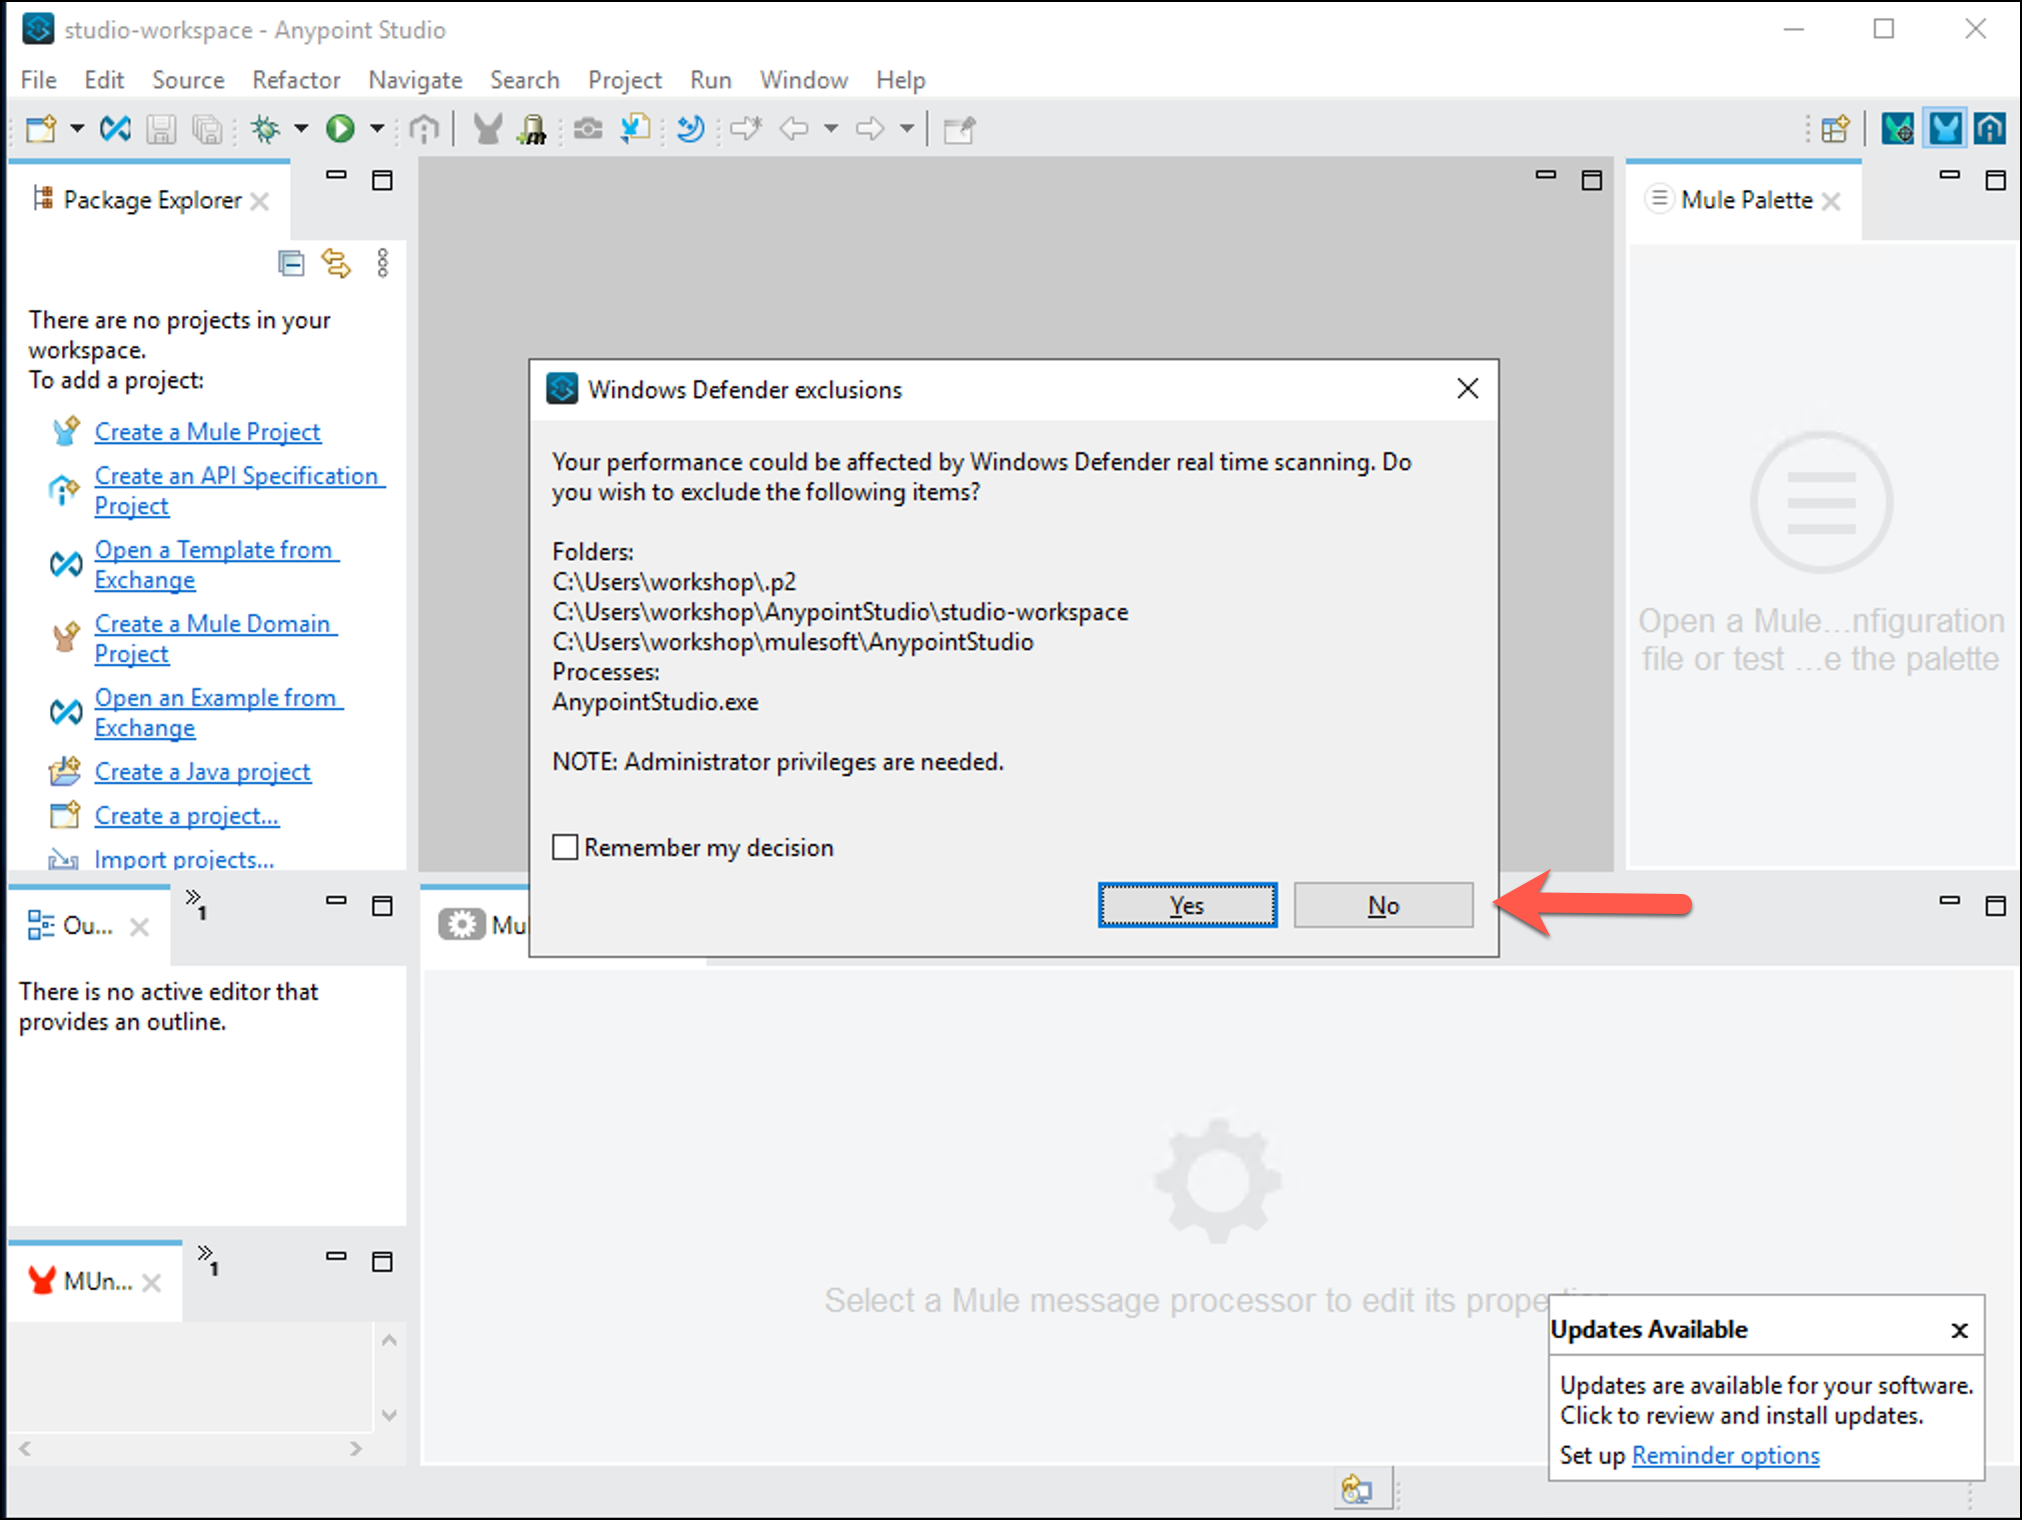 studio-workspace - Anypoint Studio
File Edit Source Refactor Navigate Search Project Run Window Help
Package Explorer
Mule Palette
There are no projects in your
workspace.
To add a project:
Create a Mule Project
Create an API Specification
Project
Open a Template from
Exchange
Create a Mule Domain
Project
Open an Example from
Exchange
Create a Java project
Create a project...
Import projects...
Windows Defender exclusions
Your performance could be affected by Windows Defender real time scanning. Do
you wish to exclude the following items?
Folders:
C:\Users\workshop\.p2
C:\Users\workshop\AnypointStudio\studio-workspace
C:\Users\workshop\mulesoft\AnypointStudio
Processes:
AnypointStudio.exe
NOTE: Administrator privileges are needed.
Remember my decision
Yes
No
Open a Mule...nfiguration
file or test ...e the palette
Ou...
1
Mu
There is no active editor that
provides an outline.
MUn...
1
Select a Mule message processor to edit its prope
Updates Available
Updates are available for your software.
Click to review and install updates.
Set up Reminder options